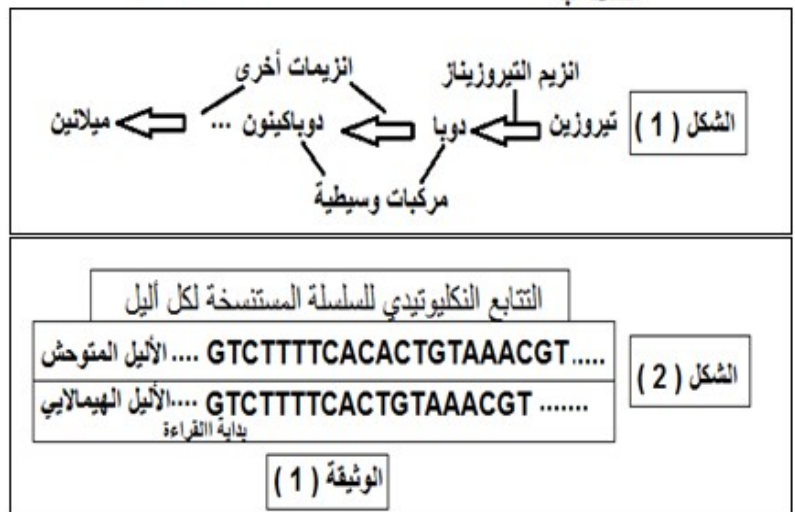 انزيمات أخرى
انزيم التيروزيناز
الشكل ( 1 )
تيروزين
دوبا
دوباكينون ...
ميلانين
مركبات وسيطية
التتابع النكليوتيدي للسلسلة المستنسخة لكل أليل
الأليل المتوحش .... GTCTTTTCACACTGTAAACGT.....
الشكل ( 2 )
الأليل الهيمالايي ....GTCTTTTCACTGTAAACGT .......
بداية االقراءة
الوثيقة ( 1 )